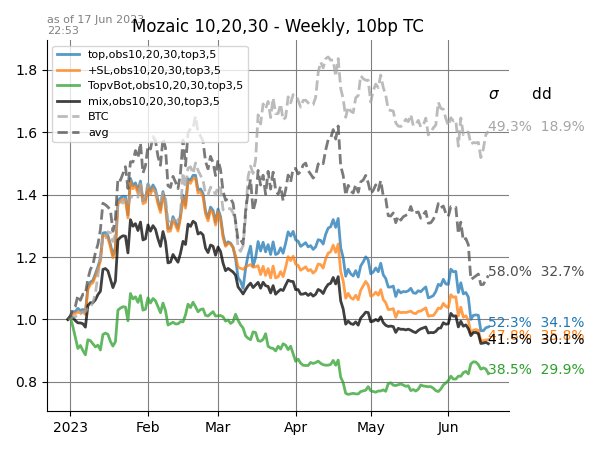 as of 17 Jun 2023
22:53
Mozaic 10,20,30 - Weekly, 10bp TC
top,obs10,20,30,top3,5
+SL,obs10,20,30,top3,5
TopvBot,obs10,20,30,top3,5
mix,obs10,20,30,top3,5
BTC
avg
σ dd
49.3% 18.9%
58.0% 32.7%
52.3% 34.1%
41.5% 30.1%
38.5% 29.9%
1.8
1.6
1.4
1.2
1.0
0.8
2023 Feb Mar Apr May Jun